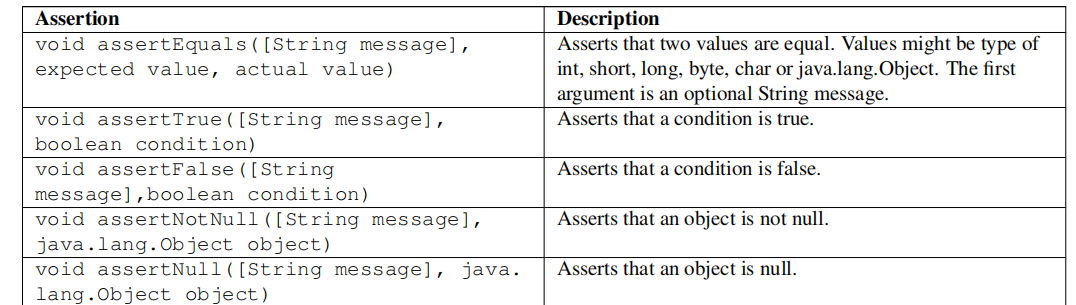 Assertion
Description
void assertEquals([String message],
expected value, actual value)
Asserts that two values are equal. Values might be type of
int, short, long, byte, char or java.lang.Object. The first
argument is an optional String message.
void assertTrue([String message],
boolean condition)
Asserts that a condition is true.
void assertFalse([String
message],boolean condition)
Asserts that a condition is false.
void assertNotNull([String message],
java.lang.Object object)
Asserts that an object is not null.
void assertNull([String message], java.
lang.Object object)
Asserts that an object is null.